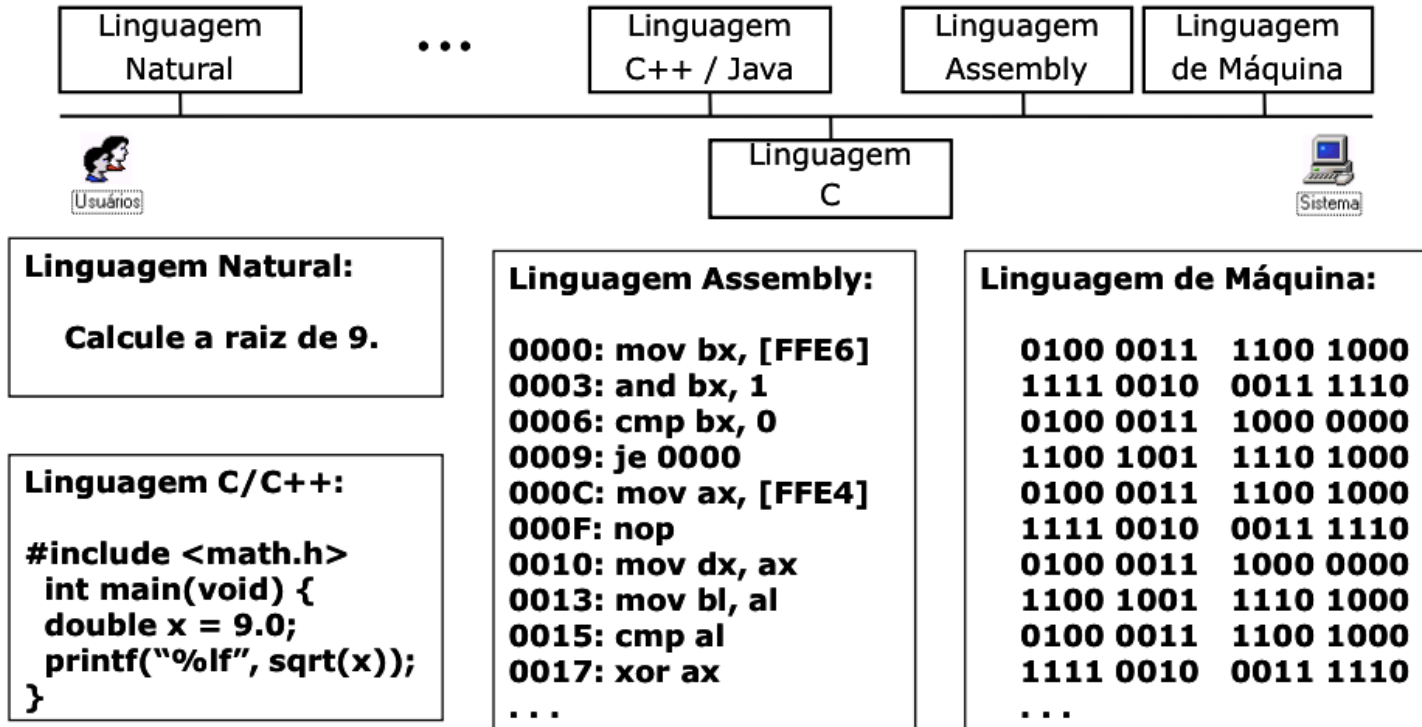 Linguagem
Natural
...
Linguagem
C++ / Java
Linguagem
Assembly
Linguagem
de Máquina
Linguagem
C
Usuários
Sistema
Linguagem Natural:
Calcule a raiz de 9.
Linguagem C/C++:
#include <math.h>
int main(void) {
double x = 9.0;
printf(“%lf”, sqrt(x));
}
Linguagem Assembly:
0000: mov bx, [FFE6]
0003: and bx, 1
0006: cmp bx, 0
0009: je 0000
000C: mov ax, [FFE4]
000F: nop
0010: mov dx, ax
0013: mov bl, al
0015: cmp al
0017: xor ax
. . .
Linguagem de Máquina:
0100 0011 1100 1000
1111 0010 0011 1110
0100 0011 1000 0000
1100 1001 1110 1000
0100 0011 1100 1000
1111 0010 0011 1110
0100 0011 1000 0000
1100 1001 1110 1000
0100 0011 1100 1000
1111 0010 0011 1110
. . .